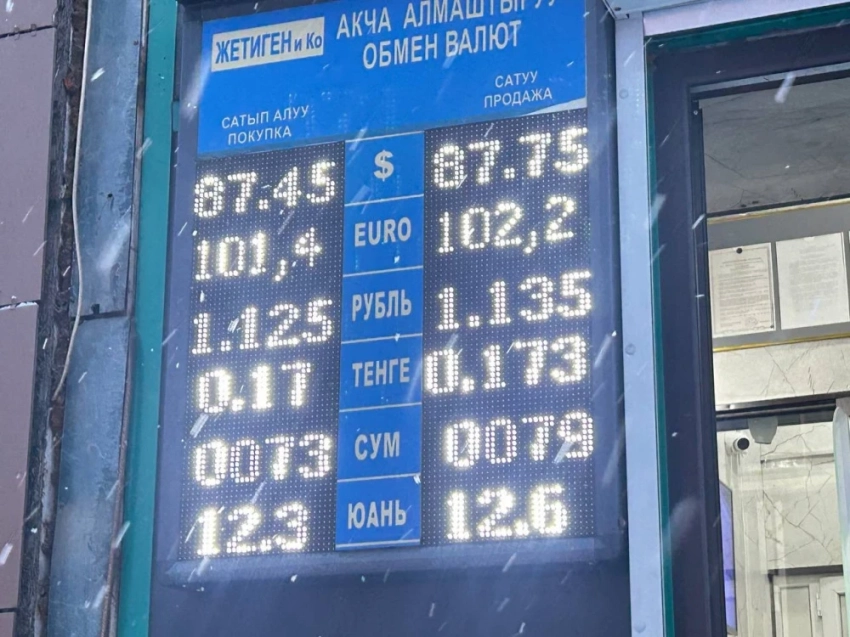 ЖЕТИГЕН и Ко
АКЧА АЛМАШТЫРУУ
ОБМЕН ВАЛЮТ
САТЫП АЛУУ
ПОКУПКА
САТУУ
ПРОДАЖА
87.45 $ 87.75
101,4 EURO 102,2
1.125 РУБЛЬ 1.135
0.17 ТЕНГЕ 0.173
0073 СУМ 0079
12.3 ЮАНЬ 12.6